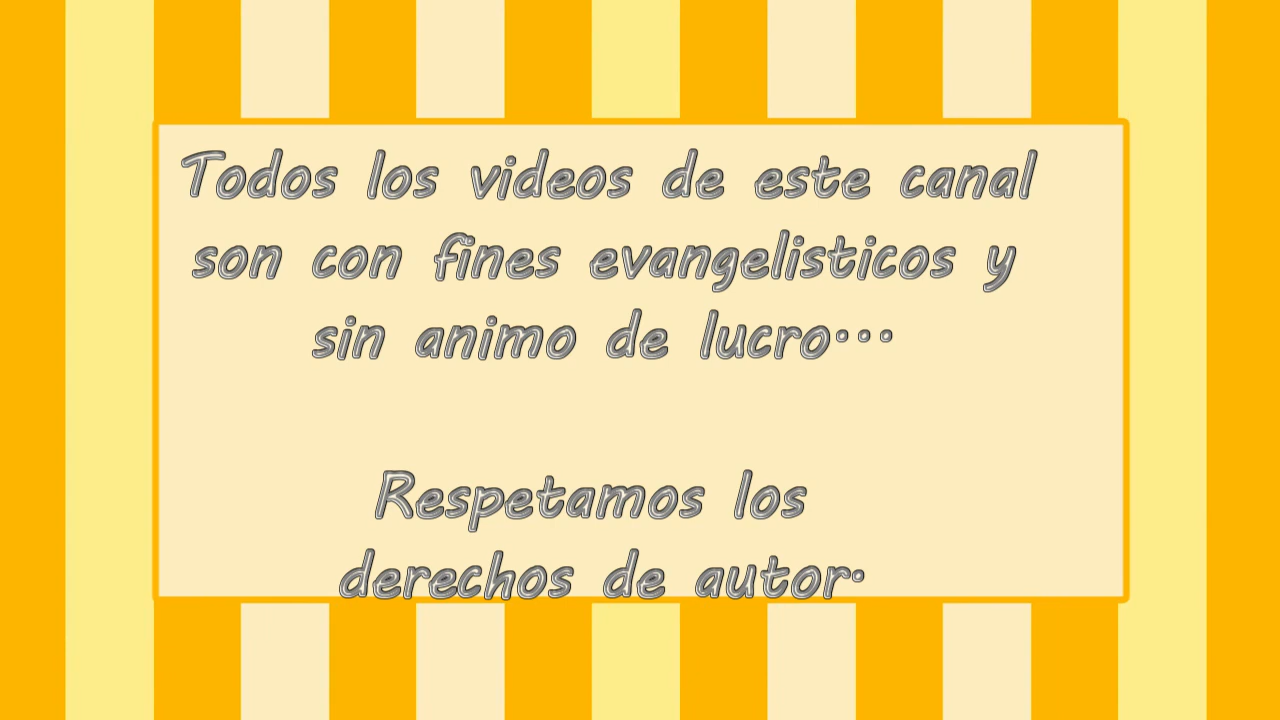 Todos los videos de este canal
son con fines evangelisticos y
sin animo de lucro...
Respetamos los
derechos de autor.